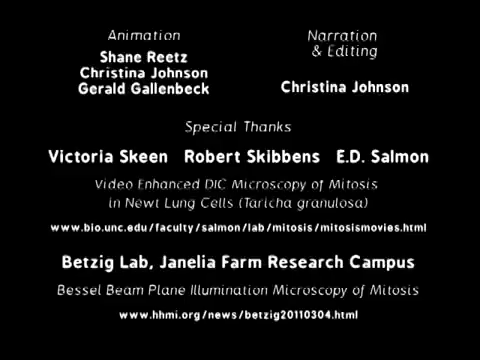 Animation
Shane Reetz
Christina Johnson
Gerald Gallenbeck
Narration
& Editing
Christina Johnson
Special Thanks
Victoria Skeen Robert Skibbens E.D. Salmon
Video Enhanced DIC Microscopy of Mitosis
in Newt Lung Cells (Taricha granulosa)
www.bio.unc.edu/faculty/salmon/lab/mitosis/mitosismovies.html
Betzig Lab, Janelia Farm Research Campus
Bessel Beam Plane Illumination Microscopy of Mitosis
www.hhmi.org/news/betzig20110304.html